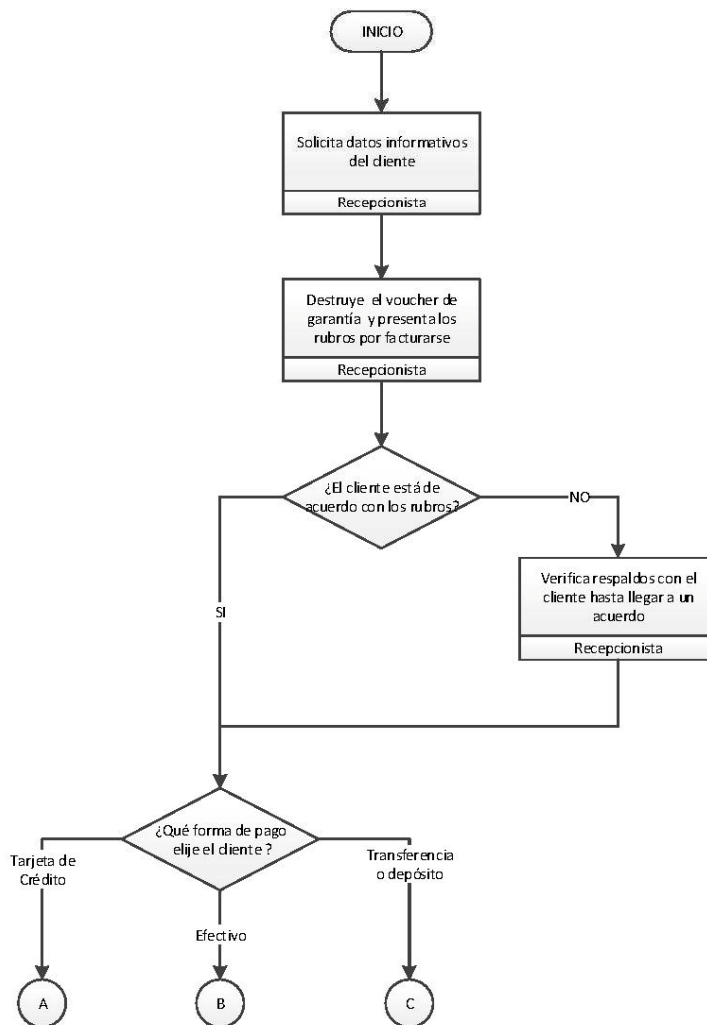 INICIO
Solicita datos informativos
del cliente
Recepcionista
Destruye el voucher de
garantía y presenta los
rubros por facturarse
Recepcionista
¿El cliente está de
acuerdo con los rubros?
NO
SI
Verifica respaldos con el
cliente hasta llegar a un
acuerdo
Recepcionista
¿Qué forma de pago
elije el cliente ?
Tarjeta de
Crédito
Efectivo
Transferencia
o depósito
A
B
C